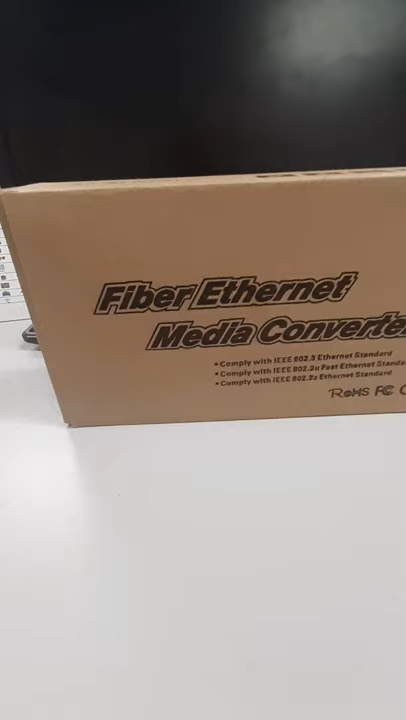 Fiber Ethernet
Media Converte
• Comply with IEEE 802.3 Ethernet Standard
• Comply with IEEE 802.3u Fast Ethernet Standa
• Comply with IEEE 802.3z Ethernet Standard
RoHS FC